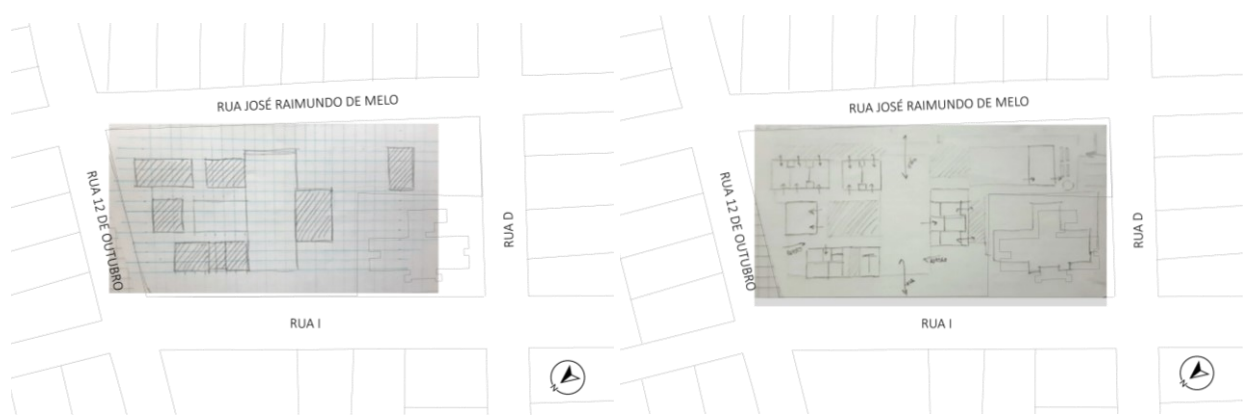 RUA JOSÉ RAIMUNDO DE MELO
RUA 12 DE OUTUBRO
RUA D
RUA I
N
RUA JOSÉ RAIMUNDO DE MELO
RUA 12 DE OUTUBRO
RUA D
RUA I
N